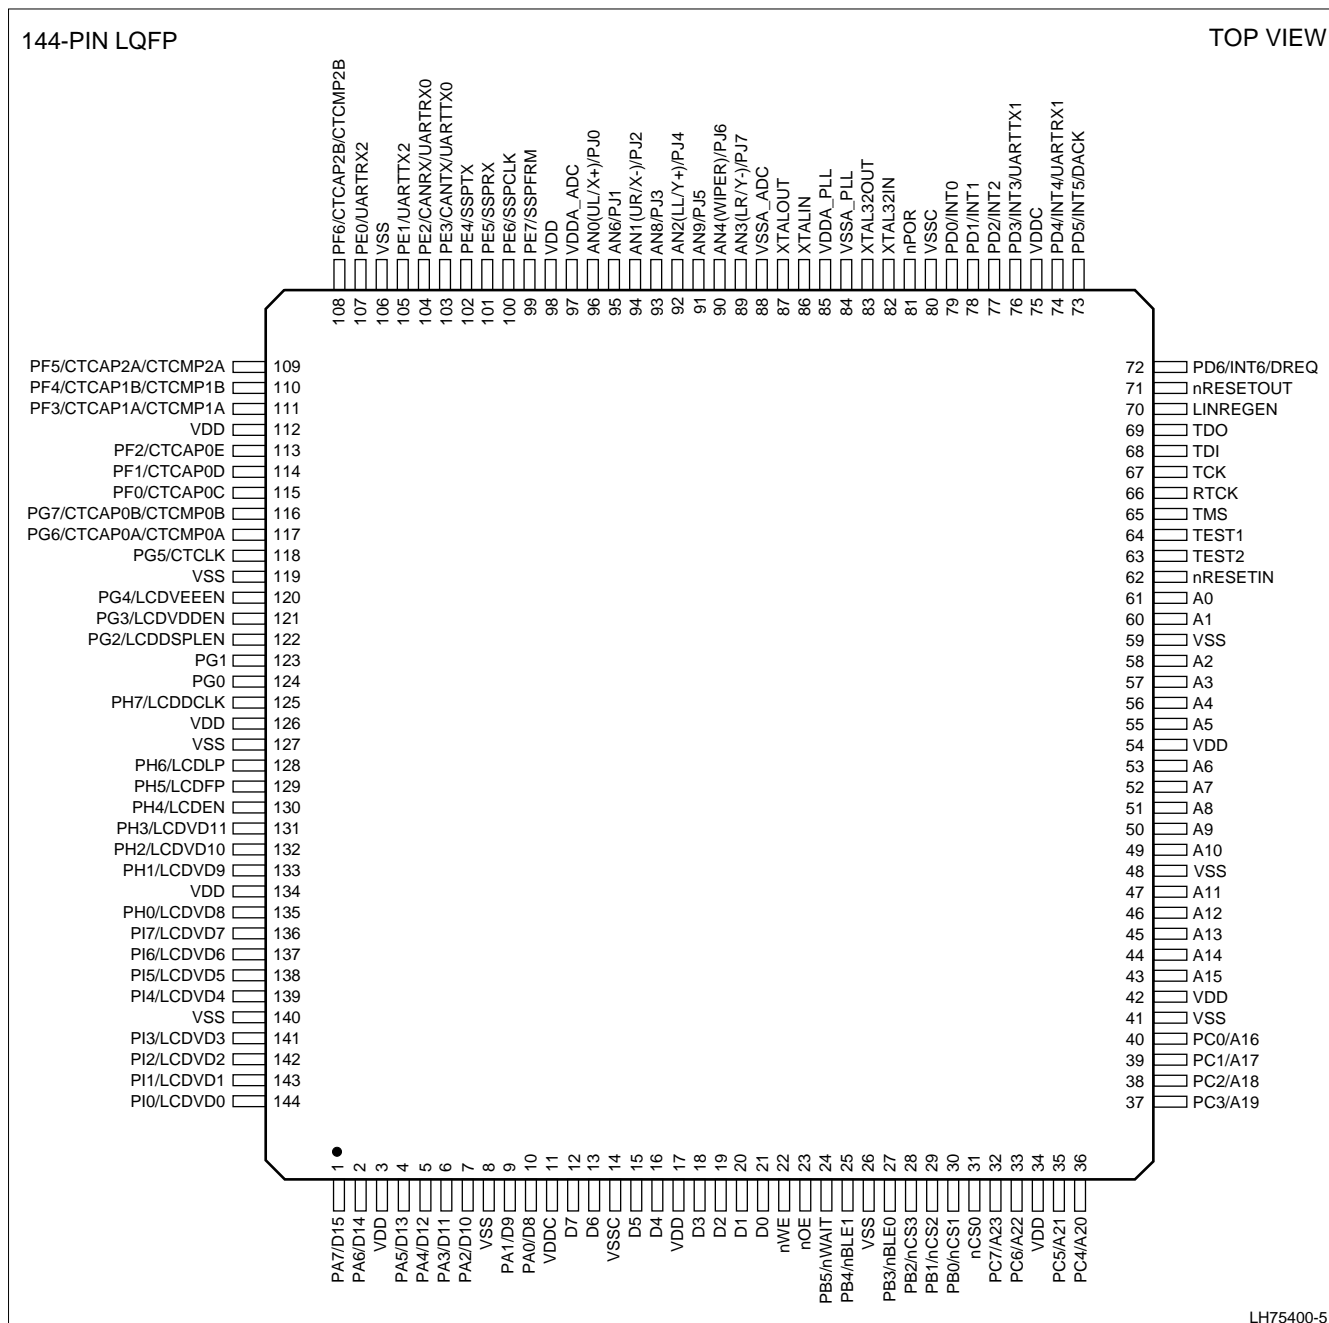 144-PIN LQFP
TOP VIEW
PF6/CTCAP2B/CTCMP2B
PE0/UARTRX2
VSS
PE1/UARTTX2
PE2/CANRX/UARTRX0
PE3/CANTX/UARTTX0
PE4/SSPTX
PE5/SSPRX
PE6/SSPCLK
PE7/SSPFRM
VDD
VDDA_ADC
AN0(UL/X+)/PJ0
AN6/PJ1
AN1(UR/X-)/PJ2
AN8/PJ3
AN2(LL/Y+)/PJ4
AN9/PJ5
AN4(WIPER)/PJ6
AN3(LR/Y-)/PJ7
VSSA_ADC
XTALOUT
XTALIN
VDDA_PLL
VSSA_PLL
XTAL32OUT
XTAL32IN
nPOR
VSSC
PD0/INT0
PD1/INT1
PD2/INT2
PD3/INT3/UARTTX1
VDDC
PD4/INT4/UARTRX1
PD5/INT5/DACK
108
107
106
105
104
103
102
101
100
99
98
97
96
95
94
93
92
91
90
89
88
87
86
85
84
83
82
81
80
79
78
77
76
75
74
73
PF5/CTCAP2A/CTCMP2A 109
PF4/CTCAP1B/CTCMP1B 110
PF3/CTCAP1A/CTCMP1A 111
VDD 112
PF2/CTCAP0E 113
PF1/CTCAP0D 114
PF0/CTCAP0C 115
PG7/CTCAP0B/CTCMP0B 116
PG6/CTCAP0A/CTCMP0A 117
PG5/CTCLK 118
VSS 119
PG4/LCDVEEEN 120
PG3/LCDVDDEN 121
PG2/LCDDSPLEN 122
PG1 123
PG0 124
PH7/LCDDCLK 125
VDD 126
VSS 127
PH6/LCDLP 128
PH5/LCDFP 129
PH4/LCDEN 130
PH3/LCDVD11 131
PH2/LCDVD10 132
PH1/LCDVD9 133
VDD 134
PH0/LCDVD8 135
PI7/LCDVD7 136
PI6/LCDVD6 137
PI5/LCDVD5 138
PI4/LCDVD4 139
VSS 140
PI3/LCDVD3 141
PI2/LCDVD2 142
PI1/LCDVD1 143
PI0/LCDVD0 144
72 PD6/INT6/DREQ
71 nRESETOUT
70 LINREGEN
69 TDO
68 TDI
67 TCK
66 RTCK
65 TMS
64 TEST1
63 TEST2
62 nRESETIN
61 A0
60 A1
59 VSS
58 A2
57 A3
56 A4
55 A5
54 VDD
53 A6
52 A7
51 A8
50 A9
49 A10
48 VSS
47 A11
46 A12
45 A13
44 A14
43 A15
42 VDD
41 VSS
40 PC0/A16
39 PC1/A17
38 PC2/A18
37 PC3/A19
1
2
3
4
5
6
7
8
9
10
11
12
13
14
15
16
17
18
19
20
21
22
23
24
25
26
27
28
29
30
31
32
33
34
35
36
PA7/D15
PA6/D14
VDD
PA5/D13
PA4/D12
PA3/D11
PA2/D10
VSS
PA1/D9
PA0/D8
VDDC
D7
D6
VSSC
D5
D4
VDD
D3
D2
D1
D0
nWE
nOE
PB5/nWAIT
PB4/nBLE1
VSS
PB3/nBLE0
PB2/nCS3
PB1/nCS2
PB0/nCS1
nCS0
PC7/A23
PC6/A22
VDD
PC5/A21
PC4/A20
LH75400-5